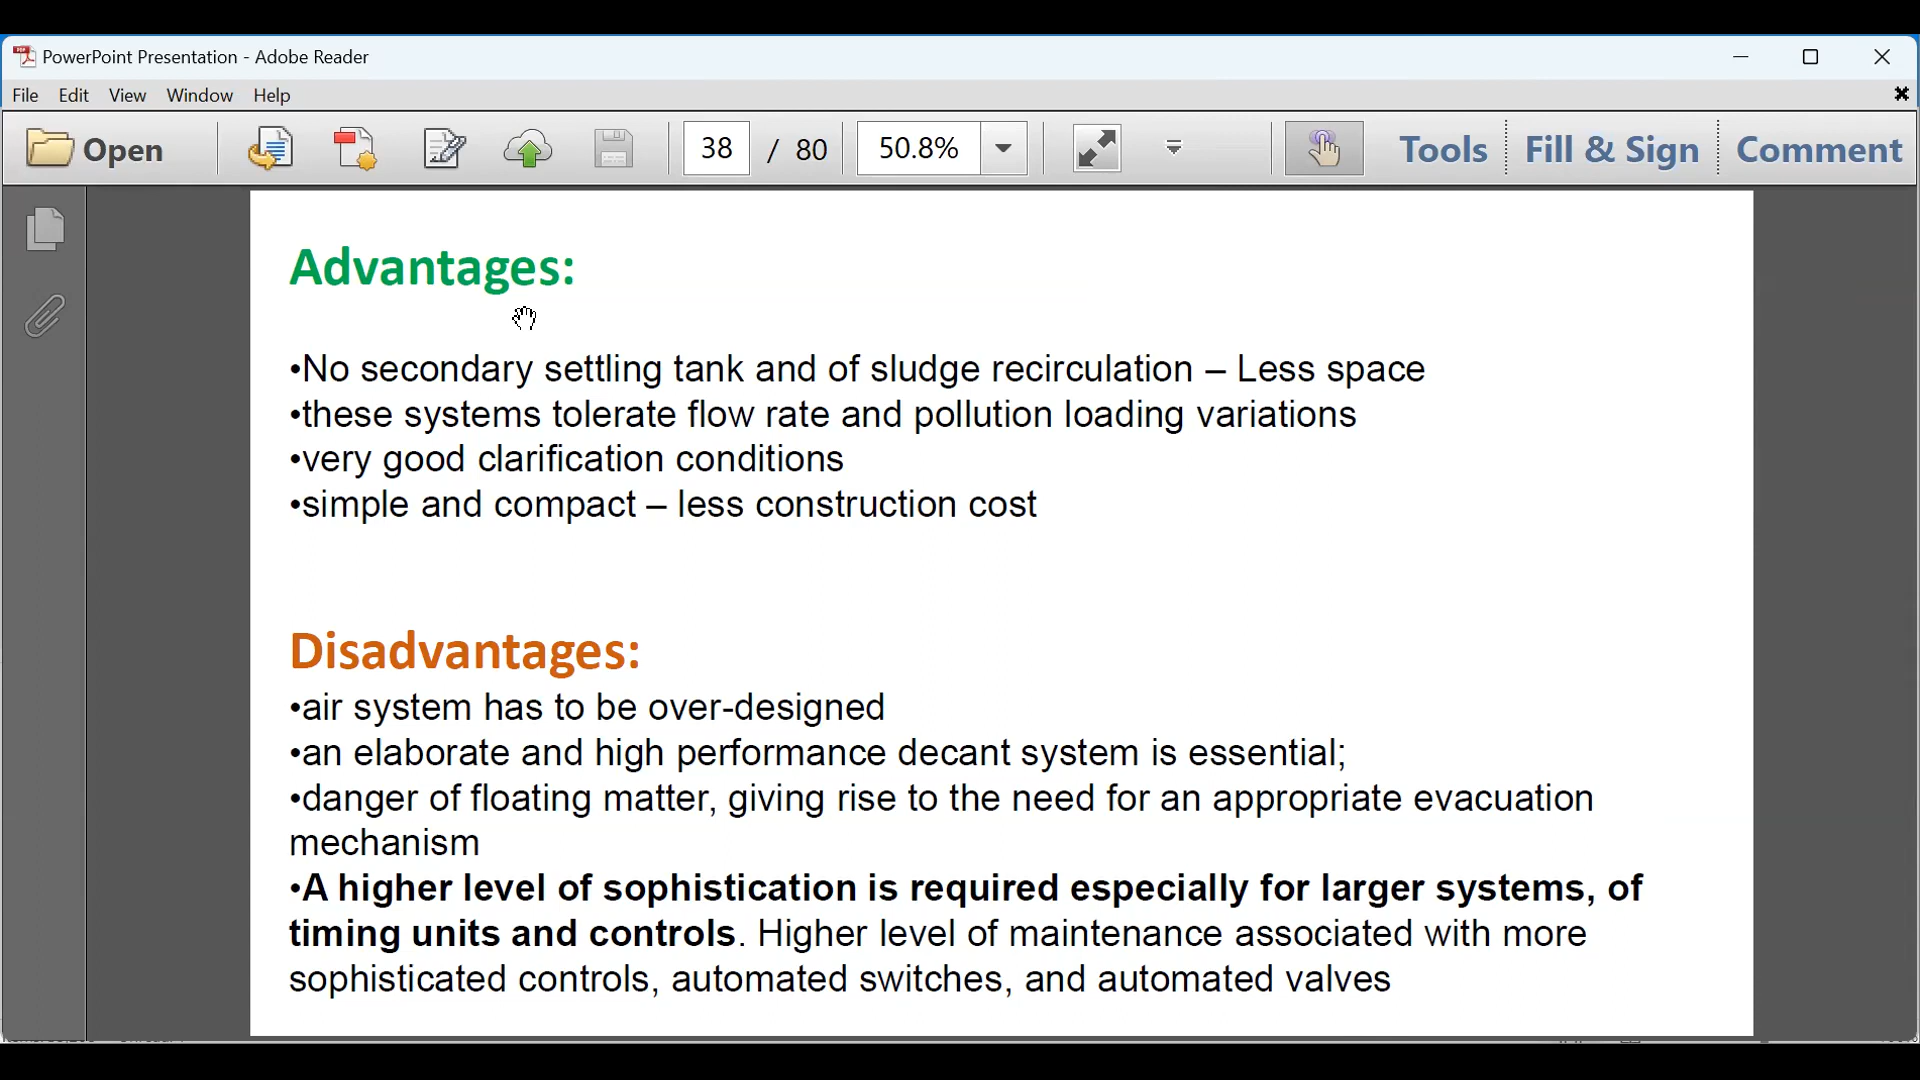 PowerPoint Presentation - Adobe Reader
File Edit View Window Help
Open 38 / 80 50.8% Tools Fill & Sign Comment
Advantages:
•No secondary settling tank and of sludge recirculation – Less space
•these systems tolerate flow rate and pollution loading variations
•very good clarification conditions
•simple and compact – less construction cost
Disadvantages:
•air system has to be over-designed
•an elaborate and high performance decant system is essential;
•danger of floating matter, giving rise to the need for an appropriate evacuation
mechanism
•A higher level of sophistication is required especially for larger systems, of
timing units and controls. Higher level of maintenance associated with more
sophisticated controls, automated switches, and automated valves